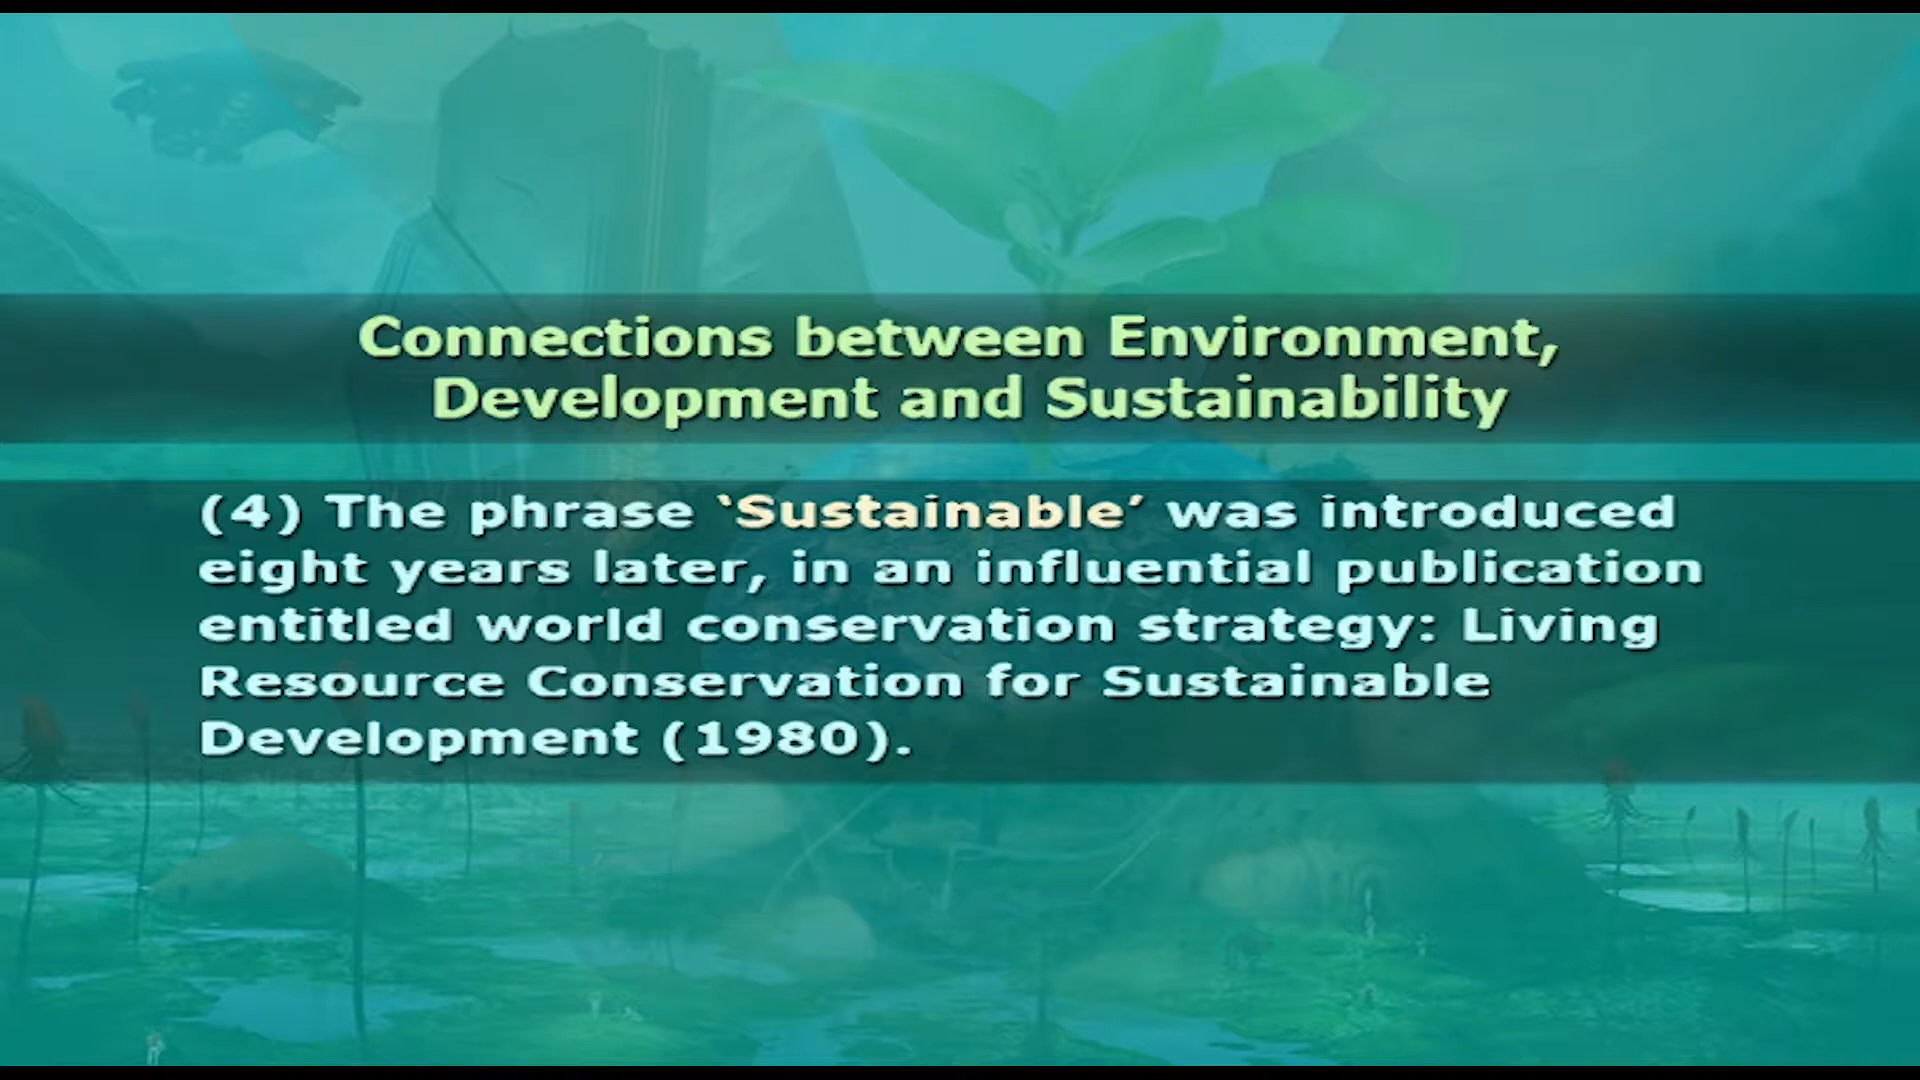 Connections between Environment,
Development and Sustainability
(4) The phrase ‘Sustainable’ was introduced
eight years later, in an influential publication
entitled world conservation strategy: Living
Resource Conservation for Sustainable
Development (1980).